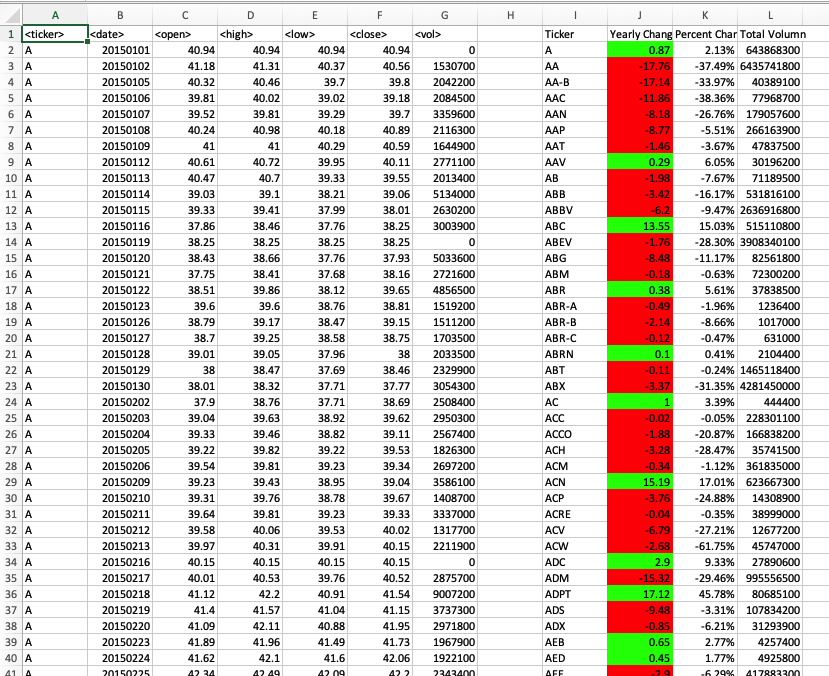 A B C D E F G H I J K L
1 <ticker> <date> <open> <high> <low> <close> <vol> Ticker Yearly Chang Percent Char Total Volumn
2 A 20150101 40.94 40.94 40.94 40.94 0 A 0.87 2.13% 643868300
3 A 20150102 41.18 41.31 40.37 40.56 1530700 AA -17.76 -37.49% 6435741800
4 A 20150105 40.32 40.46 39.7 39.8 2042200 AA-B -17.14 -33.97% 40389100
5 A 20150106 39.81 40.02 39.02 39.18 2084500 AAC -11.86 -38.36% 77968700
6 A 20150107 39.52 39.81 39.29 39.7 3359600 AAN -8.18 -26.76% 179057600
7 A 20150108 40.24 40.98 40.18 40.89 2116300 AAP -8.77 -5.51% 266163900
8 A 20150109 41 41 40.29 40.59 1644900 AAT -1.46 -3.67% 47837500
9 A 20150112 40.61 40.72 39.95 40.11 2771100 AAV 0.29 6.05% 30196200
10 A 20150113 40.47 40.7 39.33 39.55 2013400 AB -1.98 -7.67% 71189500
11 A 20150114 39.03 39.1 38.21 39.06 5134000 ABB -3.42 -16.17% 531816100
12 A 20150115 39.33 39.41 37.99 38.01 2630200 ABBV -6.2 -9.47% 2636916800
13 A 20150116 37.86 38.46 37.76 38.25 3003900 ABC 13.55 15.03% 515110800
14 A 20150119 38.25 38.25 38.25 38.25 0 ABEV -1.76 -28.30% 3908340100
15 A 20150120 38.43 38.66 37.76 37.93 5033600 ABG -8.48 -11.17% 82561800
16 A 20150121 37.75 38.41 37.68 38.16 2721600 ABM -0.18 -0.63% 72300200
17 A 20150122 38.51 39.86 38.12 39.65 4856500 ABR 0.38 5.61% 37838500
18 A 20150123 39.6 39.6 38.76 38.81 1519200 ABR-A -0.49 -1.96% 1236400
19 A 20150126 38.79 39.17 38.47 39.15 1511200 ABR-B -2.14 -8.66% 1017000
20 A 20150127 38.7 39.25 38.58 38.75 1703500 ABR-C -0.12 -0.47% 631000
21 A 20150128 39.01 39.05 37.96 38 2033500 ABRN 0.1 0.41% 2104400
22 A 20150129 38 38.47 37.69 38.46 2329900 ABT -0.11 -0.24% 1465118400
23 A 20150130 38.01 38.32 37.71 37.77 3054300 ABX -3.37 -31.35% 4281450000
24 A 20150202 37.9 38.76 37.71 38.69 2508400 AC 1 3.39% 444400
25 A 20150203 39.04 39.63 38.92 39.62 2950300 ACC -0.02 -0.05% 228301100
26 A 20150204 39.33 39.46 38.82 39.11 2567400 ACCO -1.88 -20.87% 166838200
27 A 20150205 39.22 39.82 39.22 39.53 1826300 ACH -3.28 -28.47% 35741500
28 A 20150206 39.54 39.81 39.23 39.34 2697200 ACM -0.34 -1.12% 361835000
29 A 20150209 39.23 39.43 38.95 39.04 3586100 ACN 15.19 17.01% 623667300
30 A 20150210 39.31 39.76 38.78 39.67 1408700 ACP -3.76 -24.88% 14308900
31 A 20150211 39.64 39.81 39.23 39.33 3337000 ACRE -0.04 -0.35% 38999000
32 A 20150212 39.58 40.06 39.53 40.02 1317700 ACV -6.79 -27.21% 12677200
33 A 20150213 39.97 40.31 39.91 40.15 2211900 ACW -2.68 -61.75% 45747000
34 A 20150216 40.15 40.15 40.15 40.15 0 ADC 2.9 9.33% 27890600
35 A 20150217 40.01 40.53 39.76 40.52 2875700 ADM -15.32 -29.46% 995556500
36 A 20150218 41.12 42.2 40.91 41.54 9007200 ADPT 17.12 45.78% 80685100
37 A 20150219 41.4 41.57 41.04 41.15 3737300 ADS -9.48 -3.31% 107834200
38 A 20150220 41.09 42.11 40.88 41.95 2971800 ADX -0.85 -6.21% 31293900
39 A 20150223 41.89 41.96 41.49 41.73 1967900 AEB 0.65 2.77% 4257400
40 A 20150224 41.62 42.1 41.6 42.06 1922100 AED 0.45 1.77% 4925800
41 A 20150225 42.34 42.49 42.09 42.2 2343400 -7.9 -6.29% 417883300